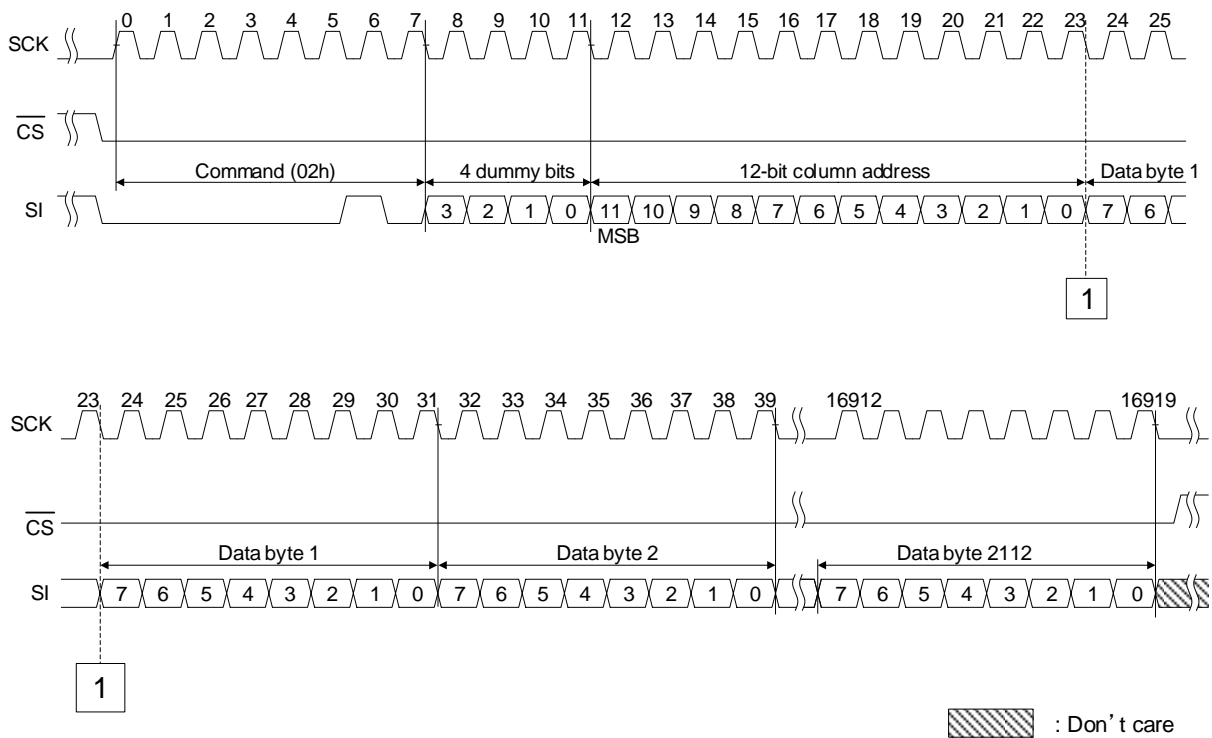 0 1 2 3 4 5 6 7 8 9 10 11 12 13 14 15 16 17 18 19 20 21 22 23 24 25
SCK
CS
Command (02h) 4 dummy bits 12-bit column address Data byte 1
SI 3 2 1 0 11 10 9 8 7 6 5 4 3 2 1 0 7 6
MSB
1
23 24 25 26 27 28 29 30 31 32 33 34 35 36 37 38 39 16912 16919
SCK
CS
Data byte 1 Data byte 2 Data byte 2112
SI 7 6 5 4 3 2 1 0 7 6 5 4 3 2 1 0 7 6 5 4 3 2 1 0
1
: Don't care